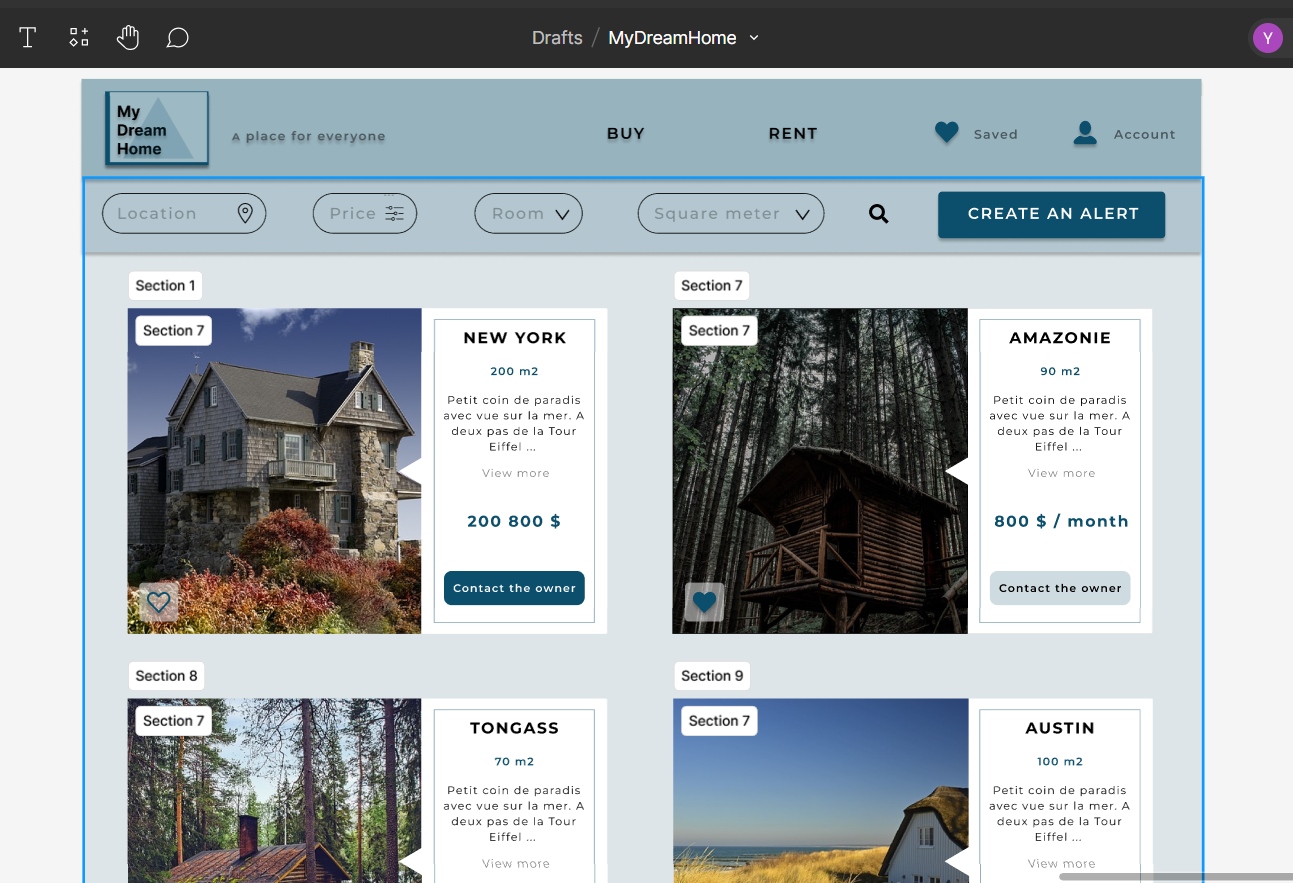 Drafts / MyDreamHome
Y
My
Dream
Home
A place for everyone
BUY
RENT
Saved
Account
Location
Price
Room
Square meter
CREATE AN ALERT
Section 1
Section 7
NEW YORK
200 m2
Petit coin de paradis
avec vue sur la mer. A
deux pas de la Tour
Eiffel ...
View more
200 800 $
Contact the owner
Section 7
Section 7
AMAZONIE
90 m2
Petit coin de paradis
avec vue sur la mer. A
deux pas de la Tour
Eiffel ...
View more
800 $ / month
Contact the owner
Section 8
Section 7
TONGASS
70 m2
Petit coin de paradis
avec vue sur la mer. A
deux pas de la Tour
Eiffel ...
View more
Section 9
Section 7
AUSTIN
100 m2
Petit coin de paradis
avec vue sur la mer. A
deux pas de la Tour
Eiffel ...
View more